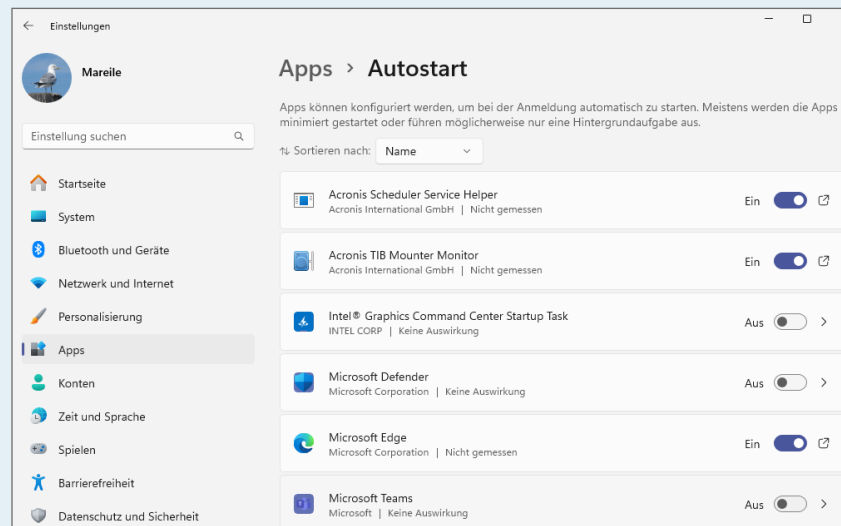 Einstellungen
Mareile
Einstellung suchen
Startseite
System
Bluetooth und Geräte
Netzwerk und Internet
Personalisierung
Apps
Konten
Zeit und Sprache
Spielen
Barrierefreiheit
Datenschutz und Sicherheit
Apps > Autostart
Apps können konfiguriert werden, um bei der Anmeldung automatisch zu starten. Meistens werden die Apps
minimiert gestartet oder führen möglicherweise nur eine Hintergrundaufgabe aus.
Sortieren nach: Name
Acronis Scheduler Service Helper
Acronis International GmbH | Nicht gemessen
Ein
Acronis TIB Mounter Monitor
Acronis International GmbH | Nicht gemessen
Ein
Intel® Graphics Command Center Startup Task
INTEL CORP | Keine Auswirkung
Aus
Microsoft Defender
Microsoft Corporation | Keine Auswirkung
Aus
Microsoft Edge
Microsoft Corporation | Nicht gemessen
Ein
Microsoft Teams
Microsoft | Keine Auswirkung
Aus